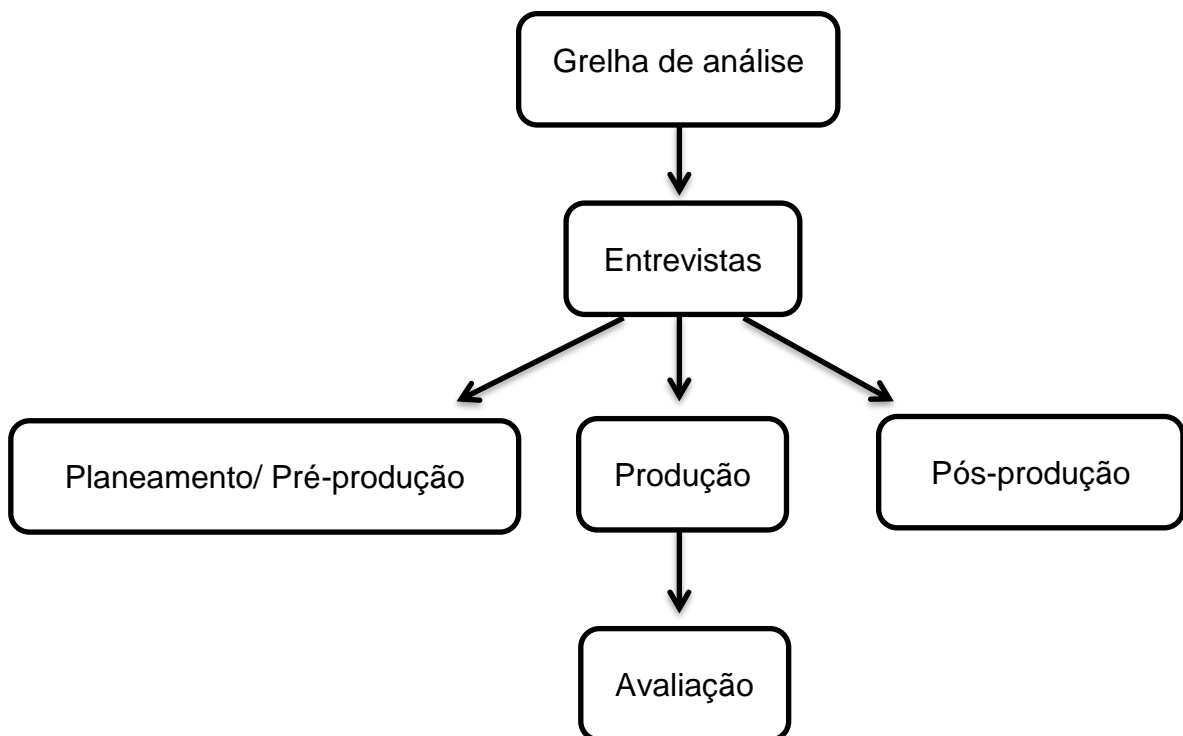 Grelha de análise
Entrevistas
Planeamento/ Pré-produção
Produção
Pós-produção
Avaliação